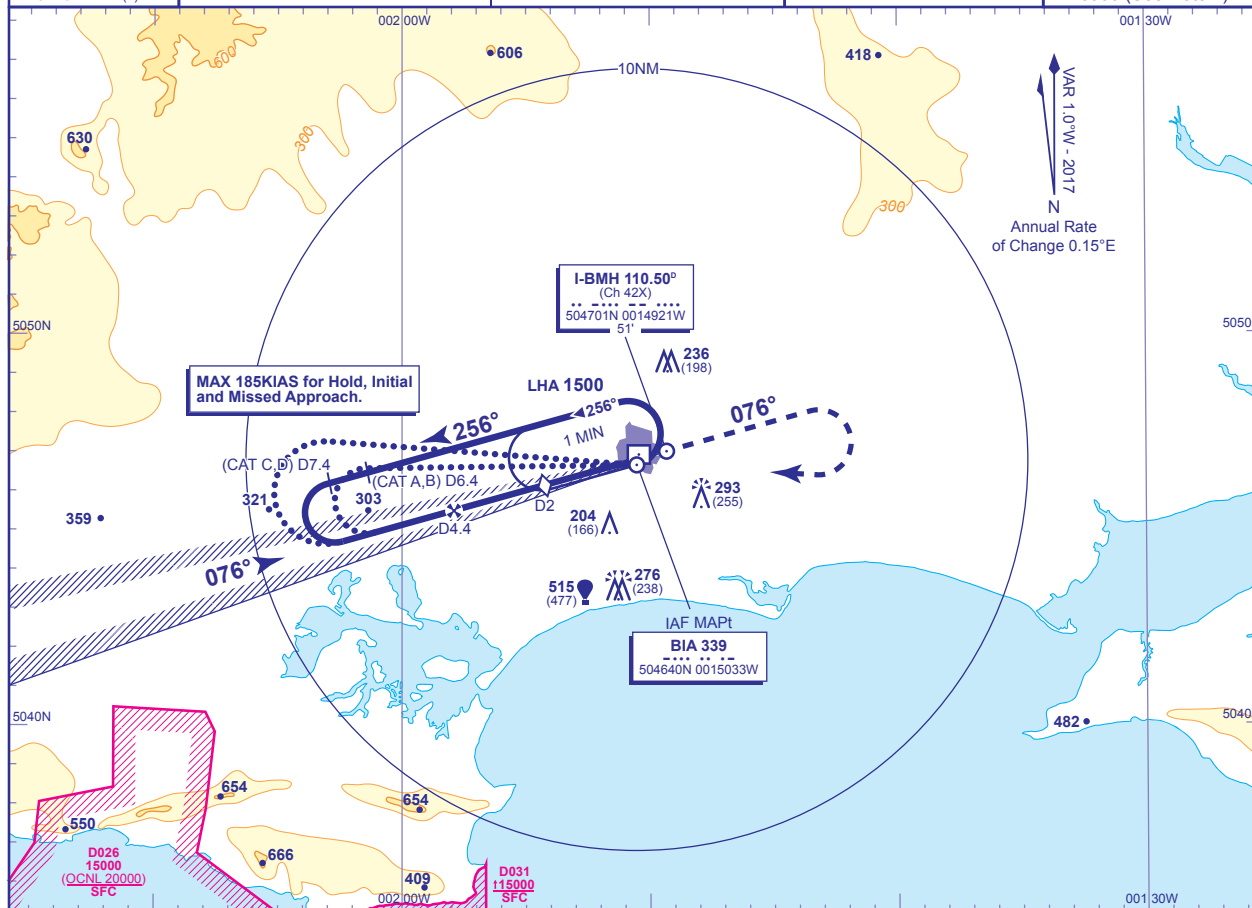 002 00W
001 30W
600
606
10NM
418
630
300
VAR 1.0°W - 2017
300
N
Annual Rate
of Change 0.15°E
I-BMH 110.50ᴰ
(Ch 42X)
·· -··· -- ····
504701N 0014921W
51'
5050N
5050
236
(198)
MAX 185KIAS for Hold, Initial
and Missed Approach.
LHA 1500
256°
076°
256°
1 MIN
(CAT C,D) D7.4
(CAT A,B) D6.4
321
303
D2
293
(255)
359
D4.4
204
(166)
076°
515
(477)
276
(238)
IAF MAPt
BIA 339
-··· ·· ·-
504640N 0015033W
5040N
482
5040
654
654
550
D026
15000
(OCNL 20000)
SFC
666
409
D031
†15000
SFC
002 00W
001 30W